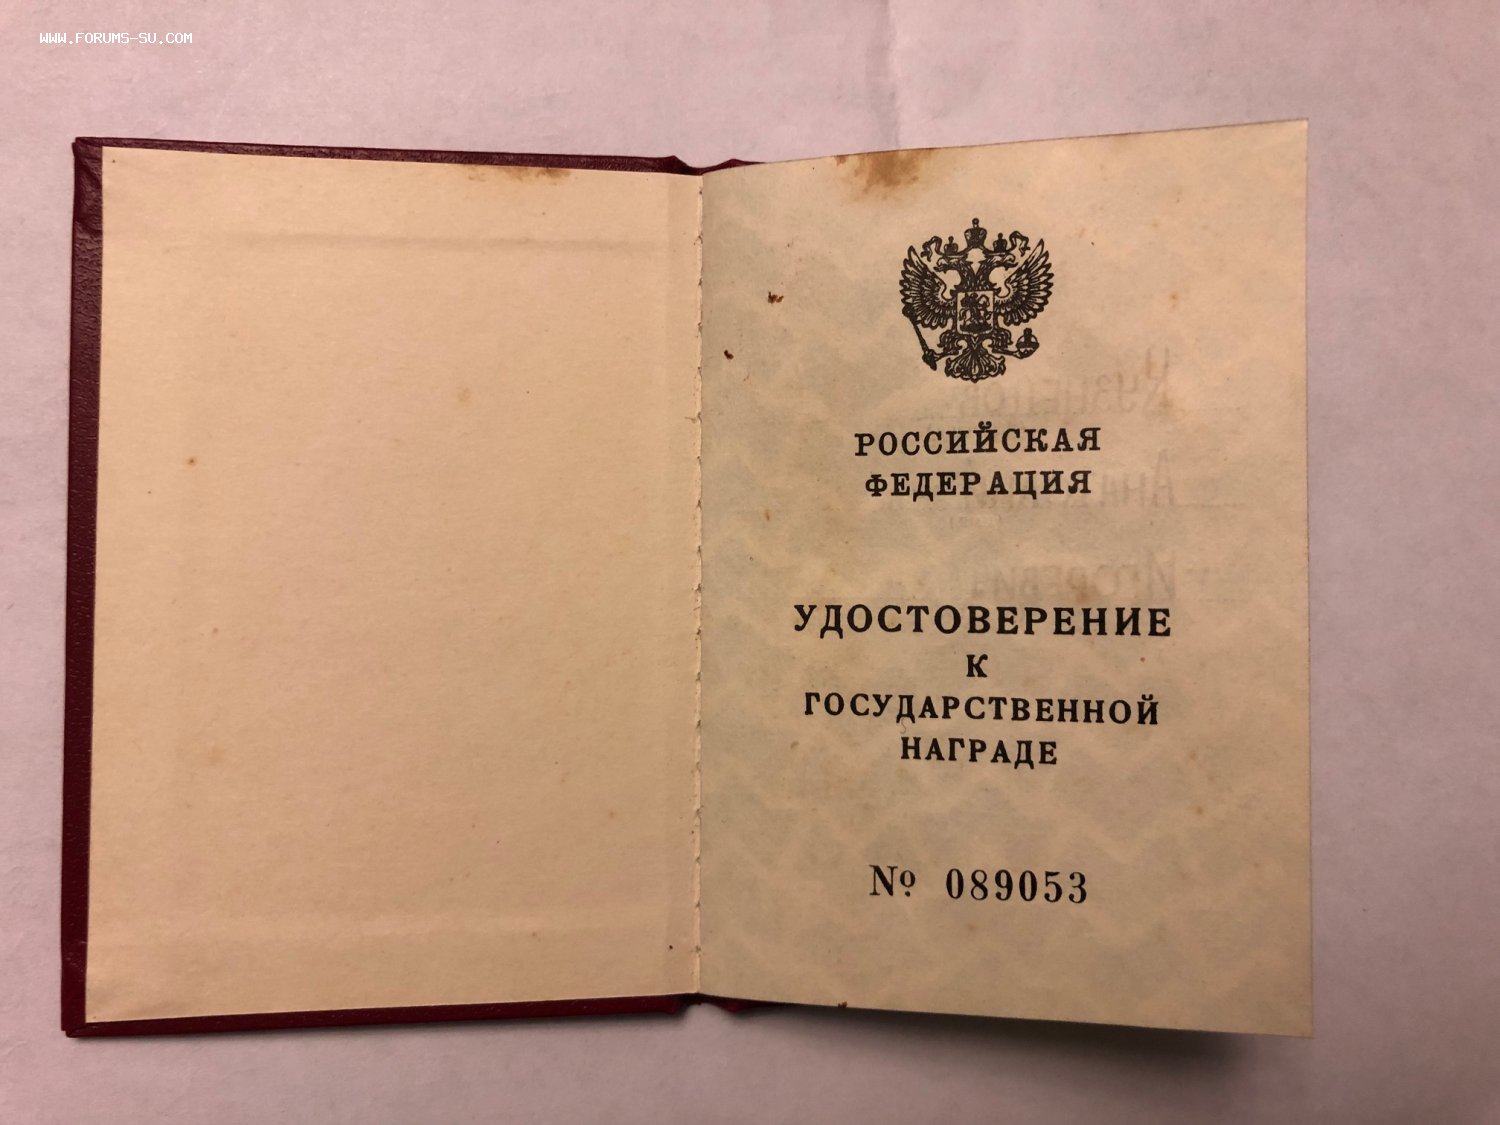 WWW.FORUMS-SU.COM
РОССИЙСКАЯ
ФЕДЕРАЦИЯ
УДОСТОВЕРЕНИЕ
К
ГОСУДАРСТВЕННОЙ
НАГРАДЕ
№ 089053